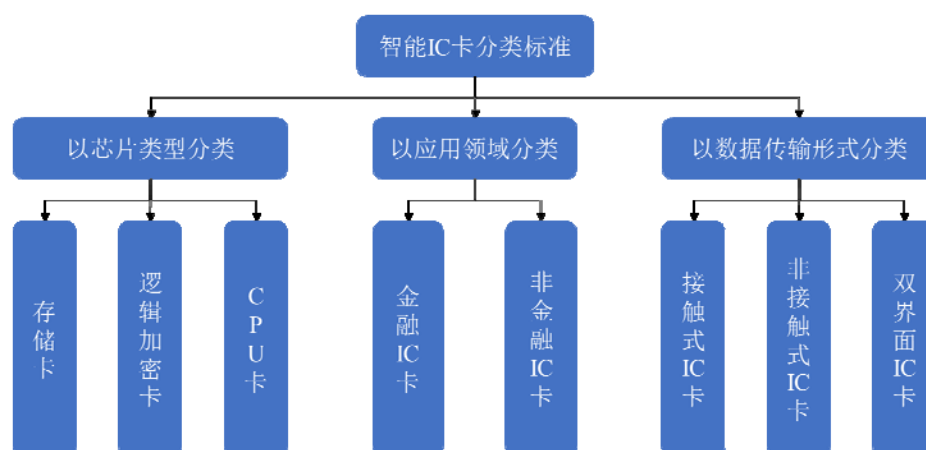 智能IC卡分类标准
以芯片类型分类
以应用领域分类
以数据传输形式分类
存储卡
逻辑加密卡
CPU卡
金融IC卡
非金融IC卡
接触式IC卡
非接触式IC卡
双界面IC卡